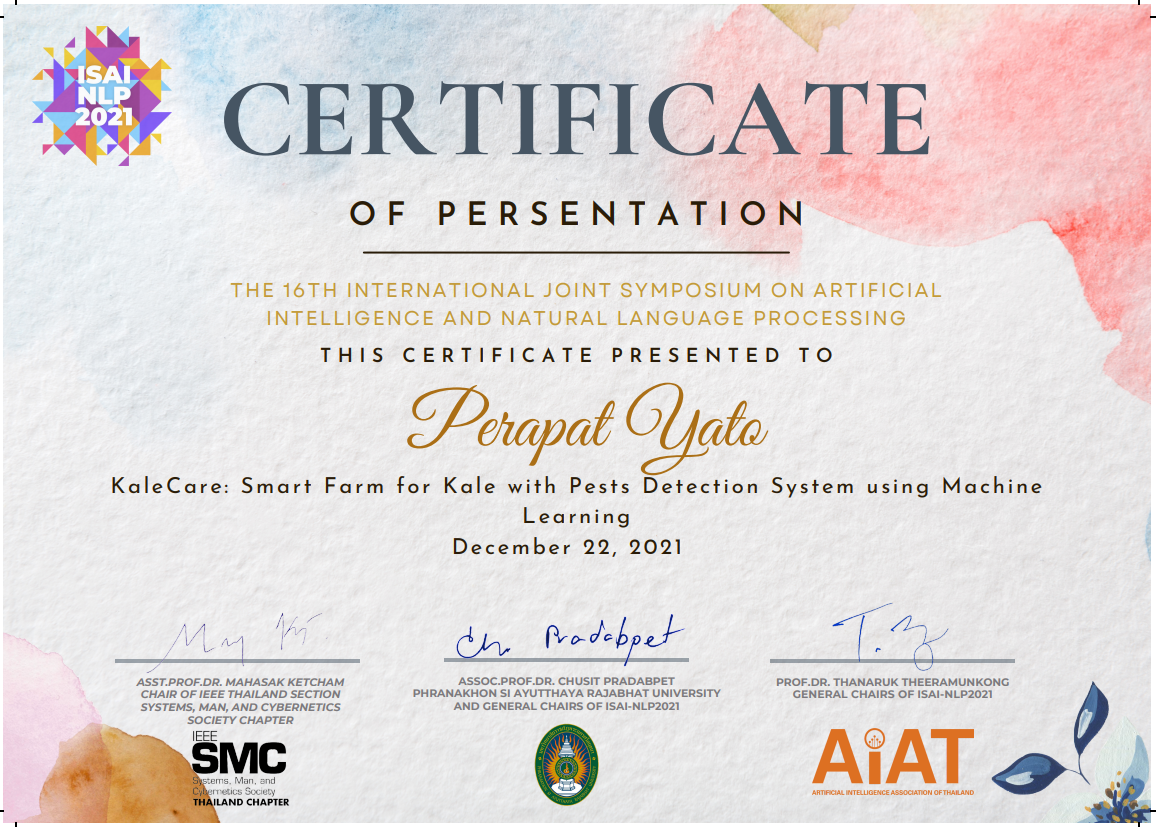 ISAI
NLP
2021
CERTIFICATE
OF PERSENTATION
THE 16TH INTERNATIONAL JOINT SYMPOSIUM ON ARTIFICIAL
INTELLIGENCE AND NATURAL LANGUAGE PROCESSING
THIS CERTIFICATE PRESENTED TO
Perapat Yato
KaleCare: Smart Farm for Kale with Pests Detection System using Machine
Learning
December 22, 2021
Ch. Pradabpet
ASST.PROF.DR. MAHASAK KETCHAM
CHAIR OF IEEE THAILAND SECTION
SYSTEMS, MAN, AND CYBERNETICS
SOCIETY CHAPTER
ASSOC.PROF.DR. CHUSIT PRADABPET
PHRANAKHON SI AYUTTHAYA RAJABHAT UNIVERSITY
AND GENERAL CHAIRS OF ISAI-NLP2021
PROF.DR. THANARUK THEERAMUNKONG
GENERAL CHAIRS OF ISAI-NLP2021
IEEE
SMC
Systems, Man, and
Cybernetics Society
THAILAND CHAPTER
AiAT
ARTIFICIAL INTELLIGENCE ASSOCIATION OF THAILAND